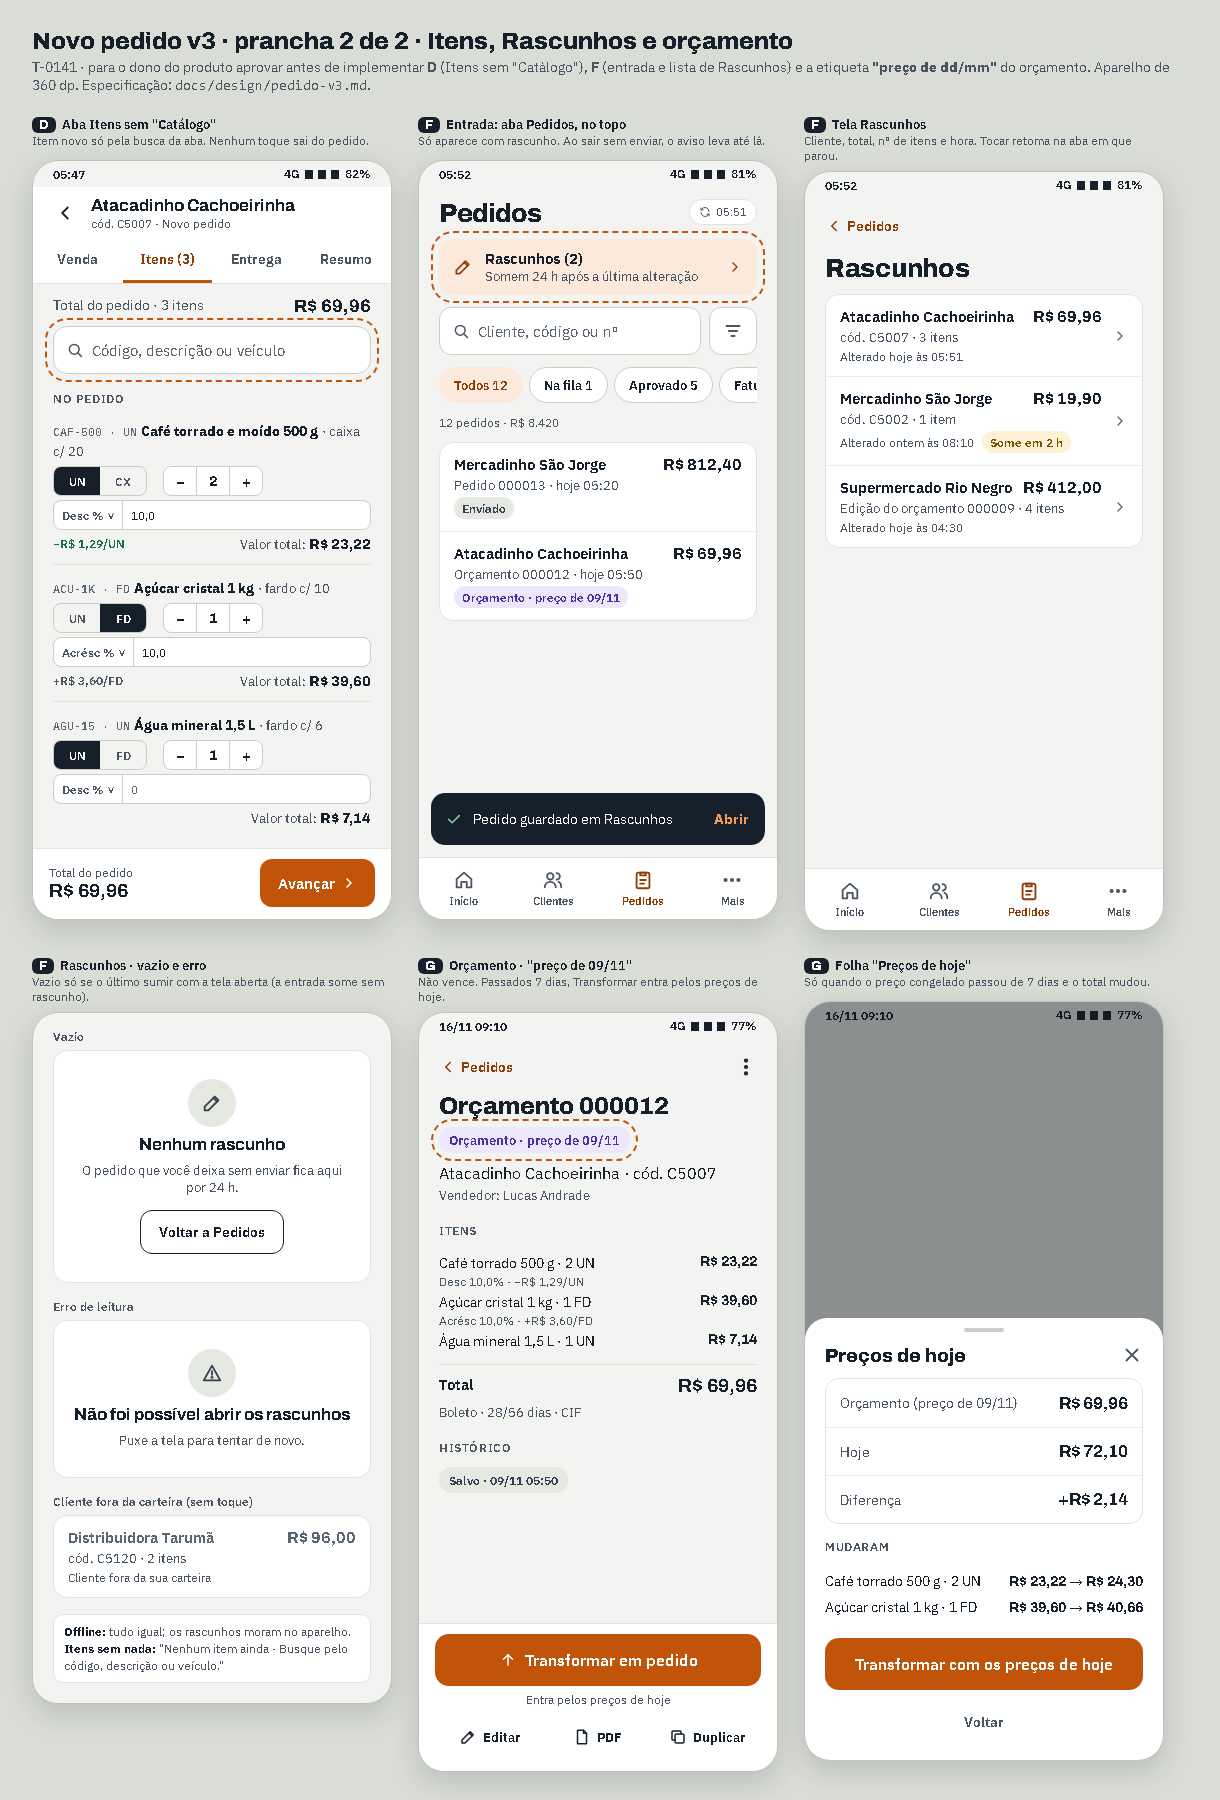 Novo pedido v3 · prancha 2 de 2 · Itens, Rascunhos e orçamento
T-0141 · para o dono do produto aprovar antes de implementar D (Itens sem "Catálogo"), F (entrada e lista de Rascunhos) e a etiqueta "preço de dd/mm" do orçamento. Aparelho de
360 dp. Especificação: docs/design/pedido-v3.md.
D Aba Itens sem "Catálogo"
Item novo só pela busca da aba. Nenhum toque sai do pedido.
05:47 4G 82%
Atacadinho Cachoeirinha
cód. C5007 · Novo pedido
Venda Itens (3) Entrega Resumo
Total do pedido · 3 itens R$ 69,96
Código, descrição ou veículo
NO PEDIDO
CAF-500 · UN Café torrado e moído 500 g · caixa
c/ 20
UN CX − 2 +
Desc % 10,0
−R$ 1,29/UN Valor total: R$ 23,22
ACU-1K · FD Açúcar cristal 1 kg · fardo c/ 10
UN FD − 1 +
Acrésc % 10,0
+R$ 3,60/FD Valor total: R$ 39,60
AGU-15 · UN Água mineral 1,5 L · fardo c/ 6
UN FD − 1 +
Desc % 0
Valor total: R$ 7,14
Total do pedido
R$ 69,96
Avançar
F Entrada: aba Pedidos, no topo
Só aparece com rascunho. Ao sair sem enviar, o aviso leva até lá.
05:52 4G 81%
Pedidos 05:51
Rascunhos (2)
Somem 24 h após a última alteração
Cliente, código ou nº
Todos 12 Na fila 1 Aprovado 5 Fatu
12 pedidos · R$ 8.420
Mercadinho São Jorge R$ 812,40
Pedido 000013 · hoje 05:20
Enviado
Atacadinho Cachoeirinha R$ 69,96
Orçamento 000012 · hoje 05:50
Orçamento · preço de 09/11
Pedido guardado em Rascunhos Abrir
Início Clientes Pedidos Mais
F Tela Rascunhos
Cliente, total, nº de itens e hora. Tocar retoma na aba em que
parou.
05:52 4G 81%
Pedidos
Rascunhos
Atacadinho Cachoeirinha R$ 69,96
cód. C5007 · 3 itens
Alterado hoje às 05:51
Mercadinho São Jorge R$ 19,90
cód. C5002 · 1 item
Alterado ontem às 08:10 Some em 2 h
Supermercado Rio Negro R$ 412,00
Edição do orçamento 000009 · 4 itens
Alterado hoje às 04:30
Início Clientes Pedidos Mais
F Rascunhos · vazio e erro
Vazio só se o último sumir com a tela aberta (a entrada some sem
rascunho).
Vazio
Nenhum rascunho
O pedido que você deixa sem enviar fica aqui
por 24 h.
Voltar a Pedidos
Erro de leitura
Não foi possível abrir os rascunhos
Puxe a tela para tentar de novo.
Cliente fora da carteira (sem toque)
Distribuidora Tarumã R$ 96,00
cód. C5120 · 2 itens
Cliente fora da sua carteira
Offline: tudo igual; os rascunhos moram no aparelho.
Itens sem nada: "Nenhum item ainda · Busque pelo
código, descrição ou veículo."
G Orçamento · "preço de 09/11"
Não vence. Passados 7 dias, Transformar entra pelos preços de
hoje.
16/11 09:10 4G 77%
Pedidos
Orçamento 000012
Orçamento · preço de 09/11
Atacadinho Cachoeirinha · cód. C5007
Vendedor: Lucas Andrade
ITENS
Café torrado 500 g · 2 UN R$ 23,22
Desc 10,0% · −R$ 1,29/UN
Açúcar cristal 1 kg · 1 FD R$ 39,60
Acrésc 10,0% · +R$ 3,60/FD
Água mineral 1,5 L · 1 UN R$ 7,14
Total R$ 69,96
Boleto · 28/56 dias · CIF
HISTÓRICO
Salvo · 09/11 05:50
Transformar em pedido
Entra pelos preços de hoje
Editar PDF Duplicar
G Folha "Preços de hoje"
Só quando o preço congelado passou de 7 dias e o total mudou.
16/11 09:10 4G 77%
Preços de hoje
Orçamento (preço de 09/11) R$ 69,96
Hoje R$ 72,10
Diferença +R$ 2,14
MUDARAM
Café torrado 500 g · 2 UN R$ 23,22 → R$ 24,30
Açúcar cristal 1 kg · 1 FD R$ 39,60 → R$ 40,66
Transformar com os preços de hoje
Voltar